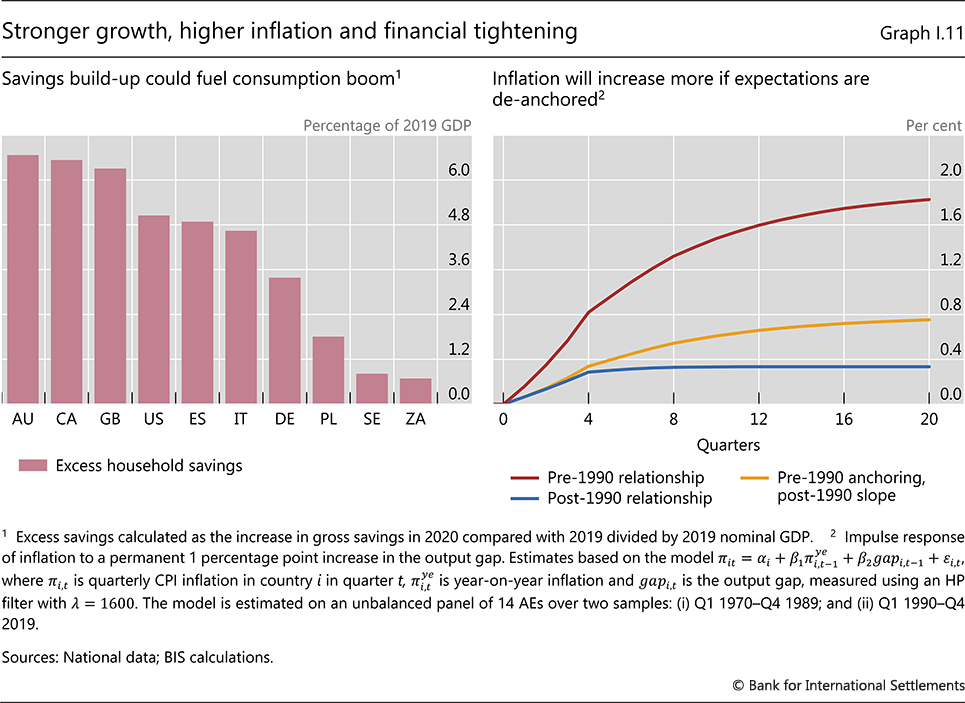 Stronger growth, higher inflation and financial tightening
Graph I.11
Savings build-up could fuel consumption boom¹
Percentage of 2019 GDP
6.0
4.8
3.6
2.4
1.2
0.0
AU CA GB US ES IT DE PL SE ZA
Excess household savings
Inflation will increase more if expectations are
de-anchored²
Per cent
2.0
1.6
1.2
0.8
0.4
0.0
0 4 8 12 16 20
Quarters
Pre-1990 relationship
Post-1990 relationship
Pre-1990 anchoring,
post-1990 slope
¹ Excess savings calculated as the increase in gross savings in 2020 compared with 2019 divided by 2019 nominal GDP. ² Impulse response
of inflation to a permanent 1 percentage point increase in the output gap. Estimates based on the model π_it = α_i + β_1π^ye_i,t−1 + β_2gap_i,t−1 + ε_i,t,
where π_i,t is quarterly CPI inflation in country i in quarter t, π^ye_i,t is year-on-year inflation and gap_i,t is the output gap, measured using an HP
filter with λ = 1600. The model is estimated on an unbalanced panel of 14 AEs over two samples: (i) Q1 1970–Q4 1989; and (ii) Q1 1990–Q4
2019.
Sources: National data; BIS calculations.
© Bank for International Settlements